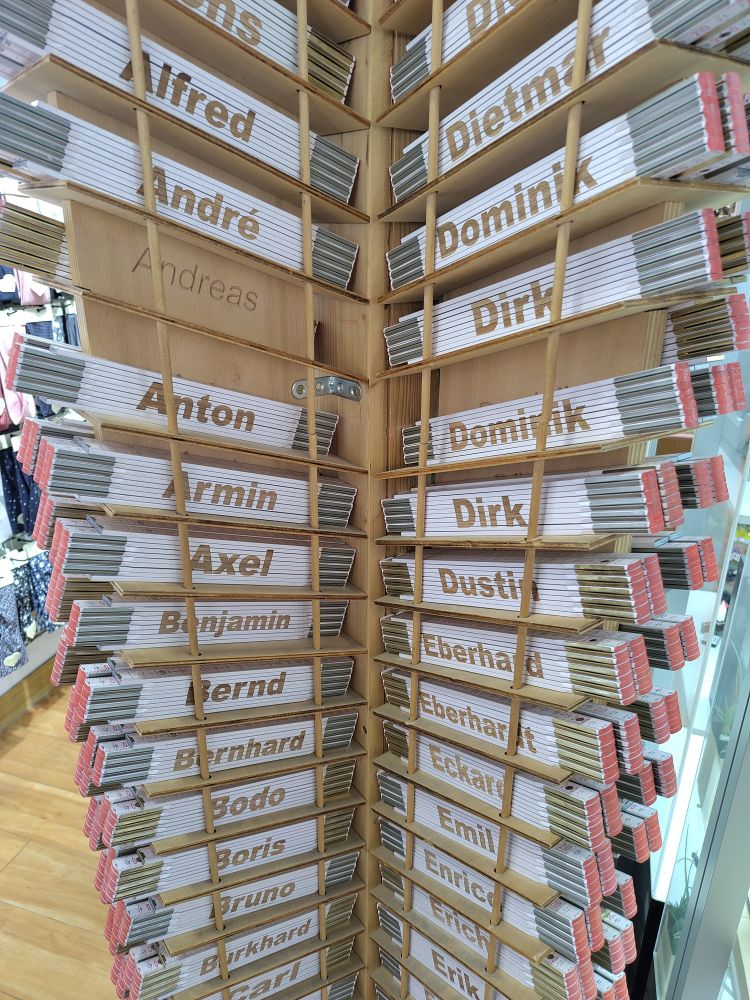 Alfred
André
Andreas
Anton
Armin
Axel
Benjamin
Bernd
Bernhard
Bodo
Boris
Bruno
Burkhard
Carl
Dietmar
Dominik
Dirk
Dominik
Dirk
Dustin
Eberhard
Eberhardt
Eckard
Emil
Enrico
Erich
Erik